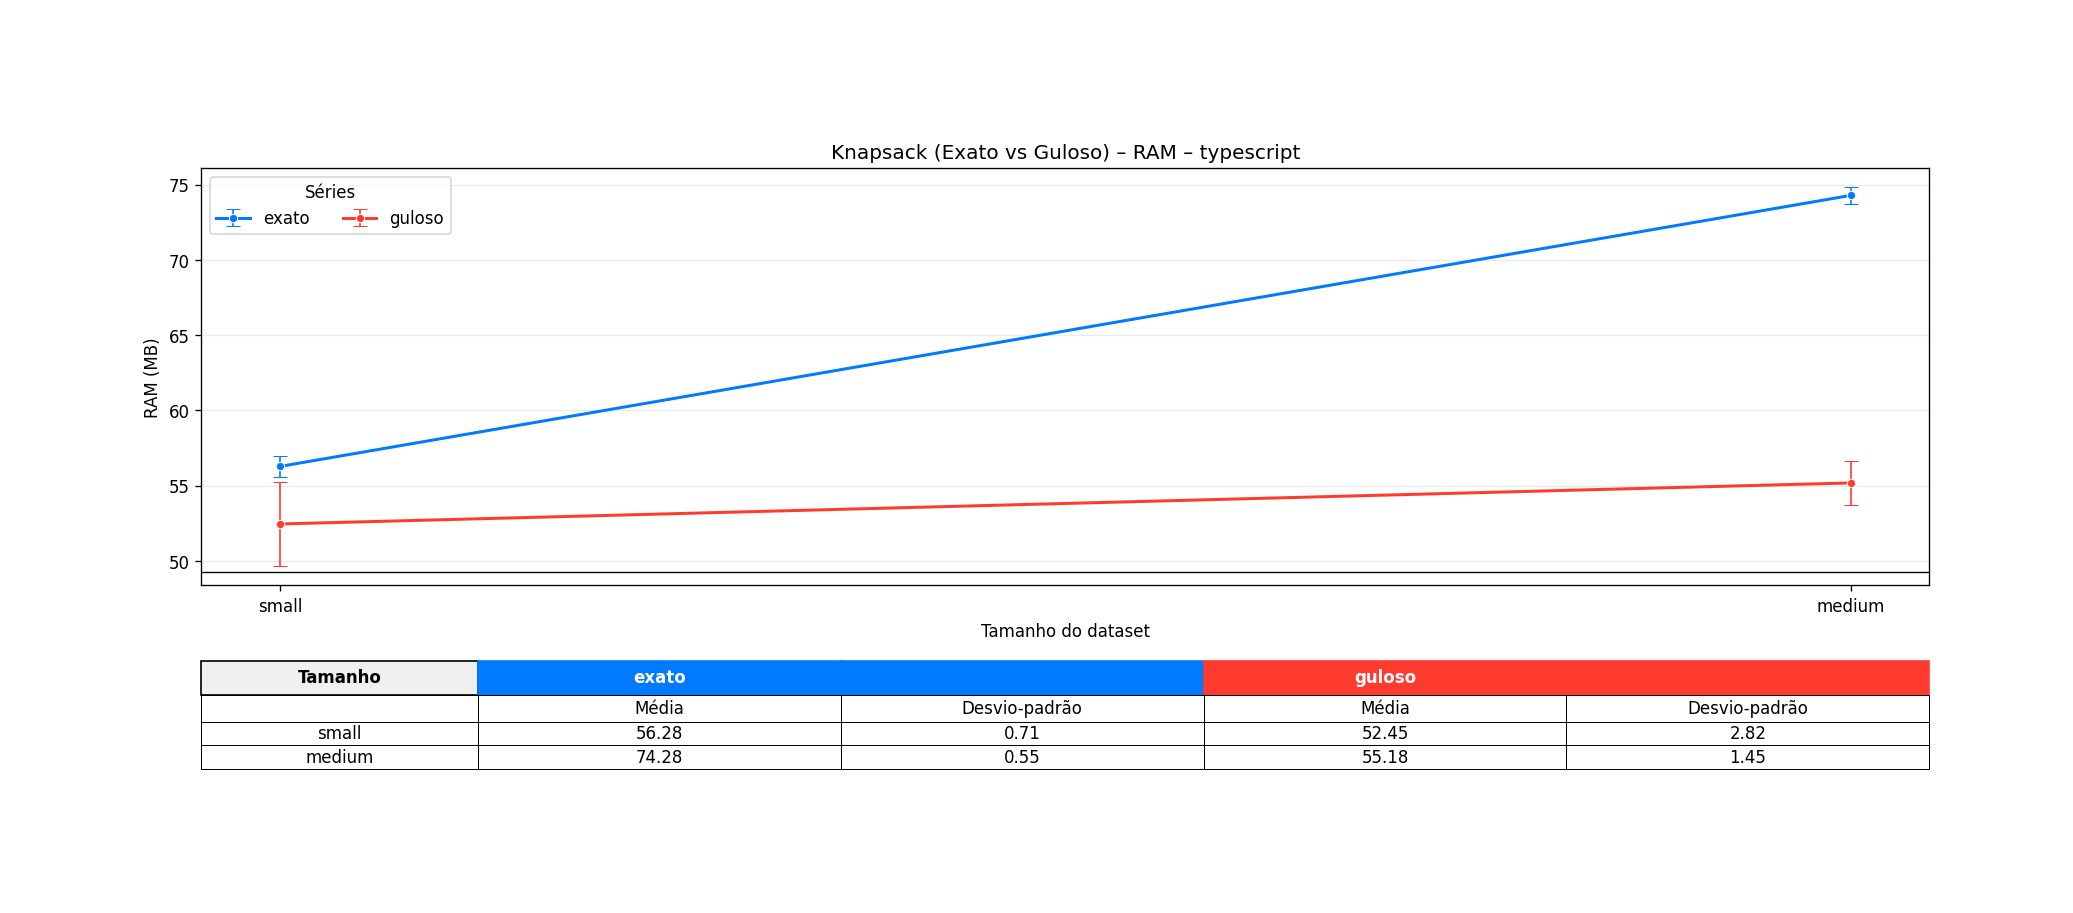 Knapsack (Exato vs Guloso) – RAM – typescript
Séries
exato guloso
75
70
65
60
55
50
RAM (MB)
small medium
Tamanho do dataset
Tamanho exato guloso
Média Desvio-padrão Média Desvio-padrão
small 56.28 0.71 52.45 2.82
medium 74.28 0.55 55.18 1.45